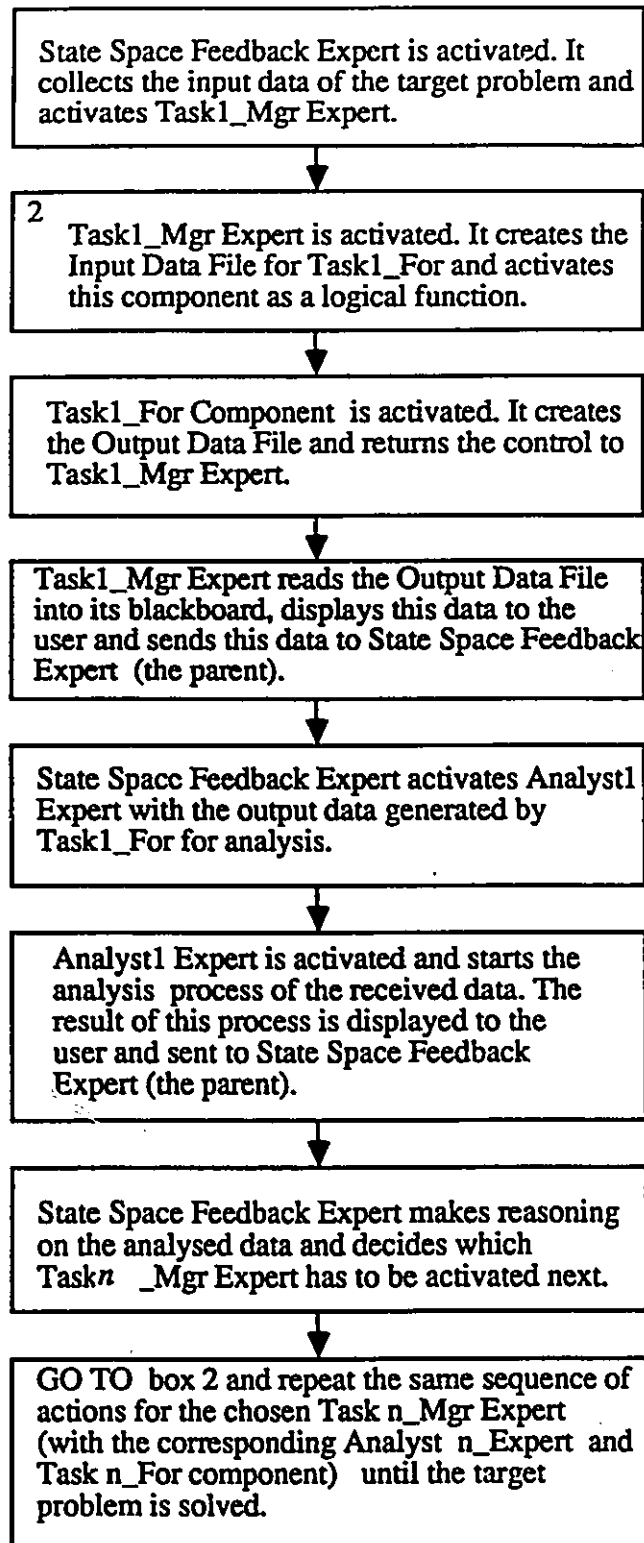 State Space Feedback Expert is activated. It
collects the input data of the target problem and
activates Task1_Mgr Expert.
2
Task1_Mgr Expert is activated. It creates the
Input Data File for Task1_For and activates
this component as a logical function.
Task1_For Component is activated. It creates
the Output Data File and returns the control to
Task1_Mgr Expert.
Task1_Mgr Expert reads the Output Data File
into its blackboard, displays this data to the
user and sends this data to State Space Feedback
Expert (the parent).
State Space Feedback Expert activates Analyst1
Expert with the output data generated by
Task1_For for analysis.
Analyst1 Expert is activated and starts the
analysis process of the received data. The
result of this process is displayed to the
user and sent to State Space Feedback
Expert (the parent).
State Space Feedback Expert makes reasoning
on the analysed data and decides which
Taskn _Mgr Expert has to be activated next.
GO TO box 2 and repeat the same sequence of
actions for the chosen Task n_Mgr Expert
(with the corresponding Analyst n_Expert and
Task n_For component) until the target
problem is solved.